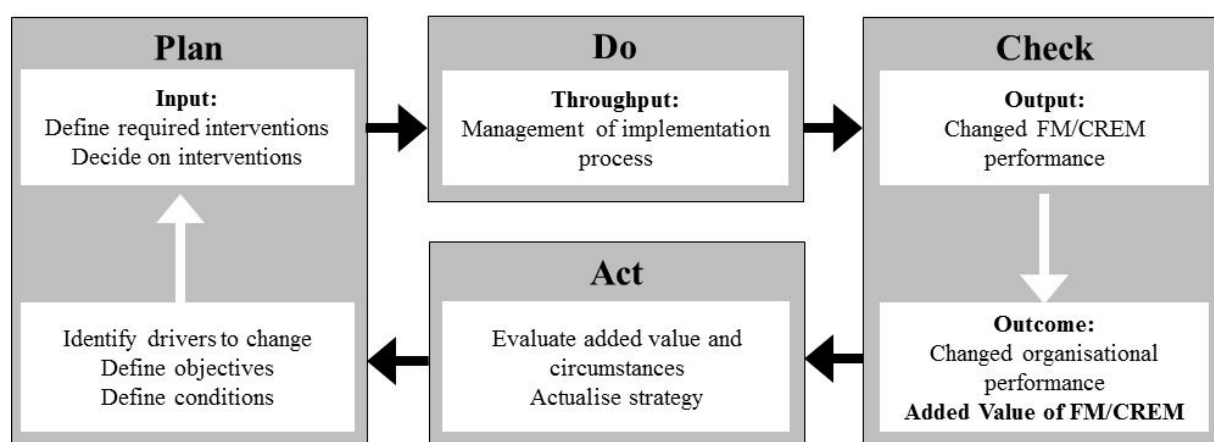 Plan
Input:
Define required interventions
Decide on interventions
Identify drivers to change
Define objectives
Define conditions
Do
Throughput:
Management of implementation
process
Check
Output:
Changed FM/CREM
performance
Outcome:
Changed organisational
performance
Added Value of FM/CREM
Act
Evaluate added value and
circumstances
Actualise strategy